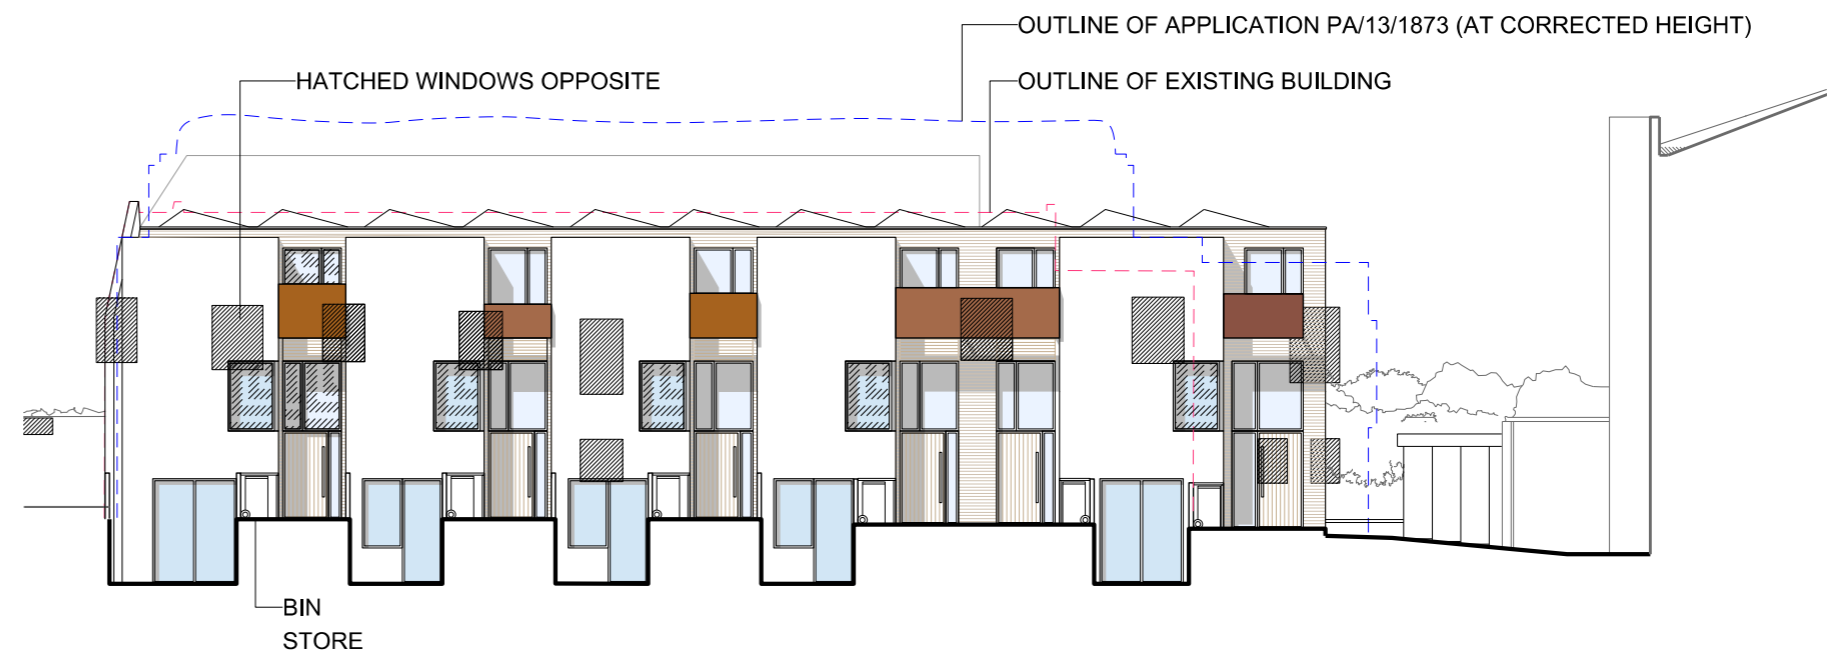 OUTLINE OF APPLICATION PA/13/1873 (AT CORRECTED HEIGHT)
HATCHED WINDOWS OPPOSITE
OUTLINE OF EXISTING BUILDING
BIN
STORE